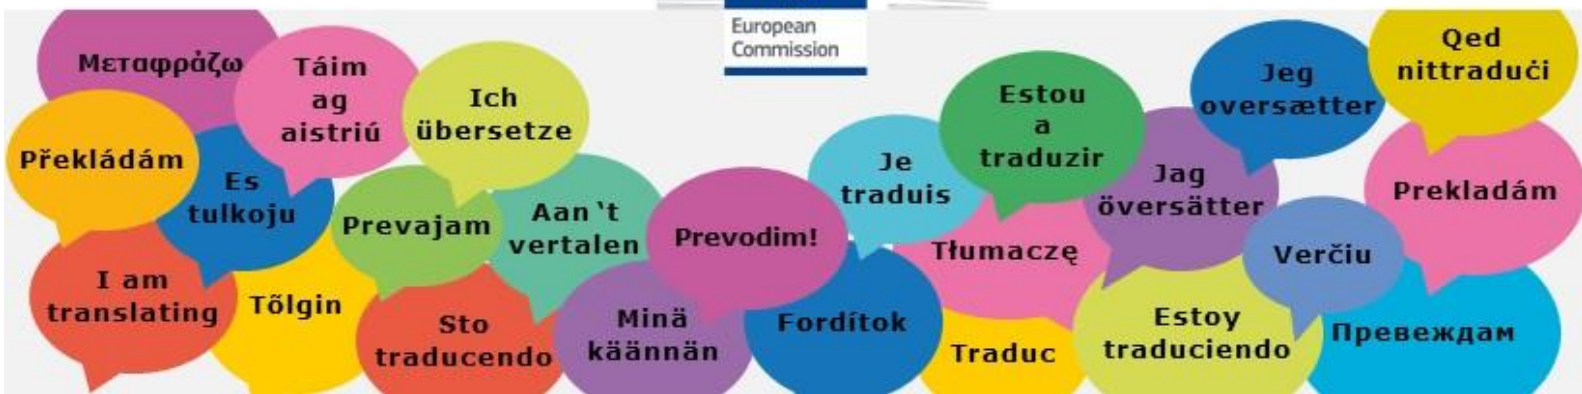 European
Commission
Μεταφράζω
Táim
ag
aistriú
Ich
übersetze
Překládám
Es
tulkoju
Prevajam
Aan 't
vertalen
I am
translating
Tõlgin
Sto
traducendo
Minä
käännän
Prevodim!
Je
traduis
Fordítok
Estou
a
traduzir
Tłumaczę
Traduc
Jag
översätter
Jeg
oversætter
Qed
nittraduċi
Prekladám
Verčiu
Estoy
traduciendo
Превеждам